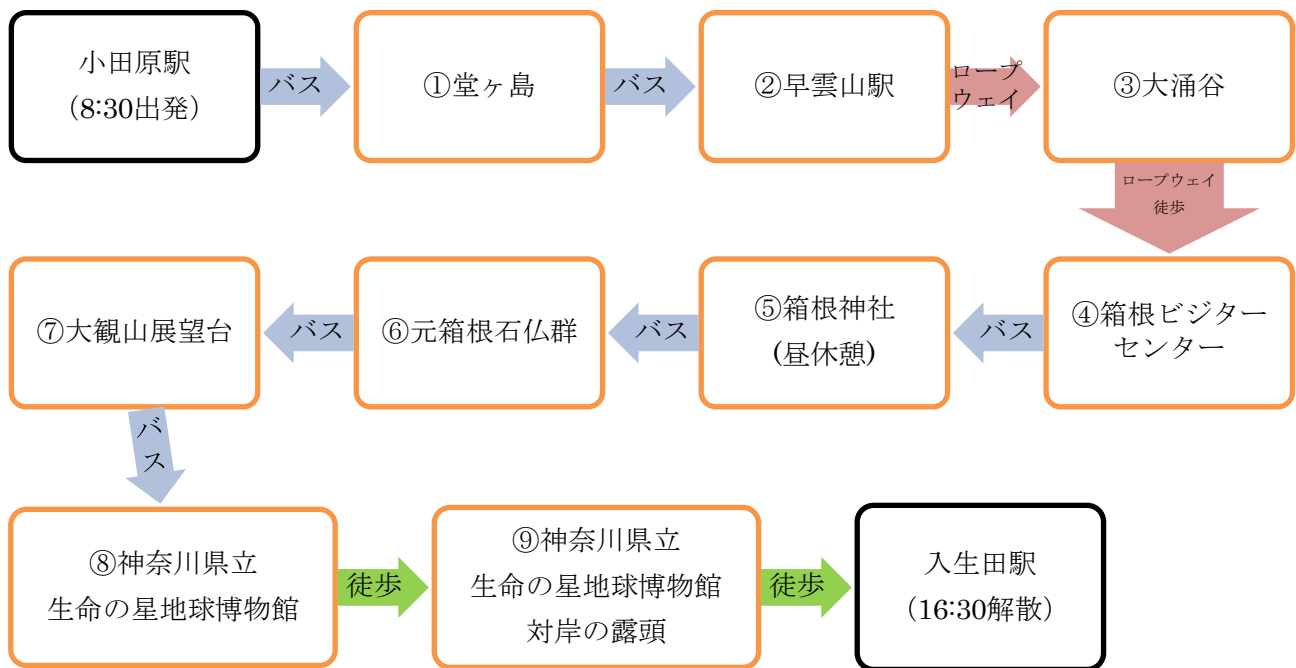 小田原駅
（8:30出発）
バス
①堂ヶ島
バス
②早雲山駅
ロープ
ウェイ
③大涌谷
ロープウェイ
徒歩
④箱根ビジター
センター
バス
⑤箱根神社
(昼休憩)
バス
⑥元箱根石仏群
バス
⑦大観山展望台
バ
ス
⑧神奈川県立
生命の星地球博物館
徒歩
⑨神奈川県立
生命の星地球博物館
対岸の露頭
徒歩
入生田駅
（16:30解散）